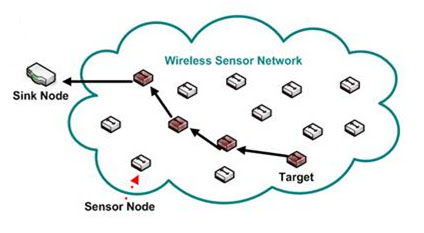 Wireless Sensor Network
Sink Node
Target
Sensor Node